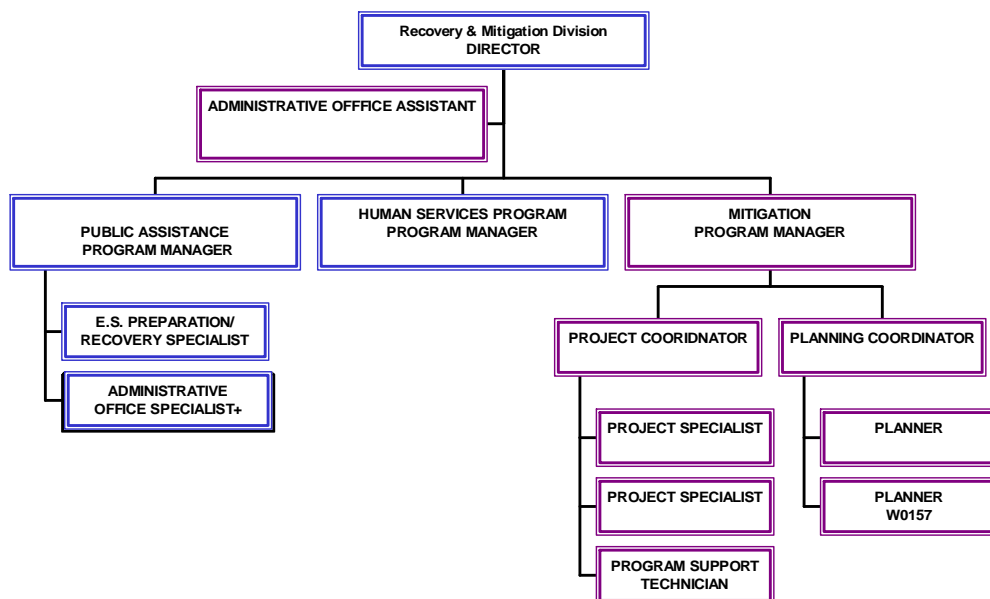 Recovery & Mitigation Division
DIRECTOR
ADMINISTRATIVE OFFFICE ASSISTANT
PUBLIC ASSISTANCE
PROGRAM MANAGER
HUMAN SERVICES PROGRAM
PROGRAM MANAGER
MITIGATION
PROGRAM MANAGER
E.S. PREPARATION/
RECOVERY SPECIALIST
ADMINISTRATIVE
OFFICE SPECIALIST+
PROJECT COORIDNATOR
PLANNING COORDINATOR
PROJECT SPECIALIST
PROJECT SPECIALIST
PROGRAM SUPPORT
TECHNICIAN
PLANNER
PLANNER
W0157